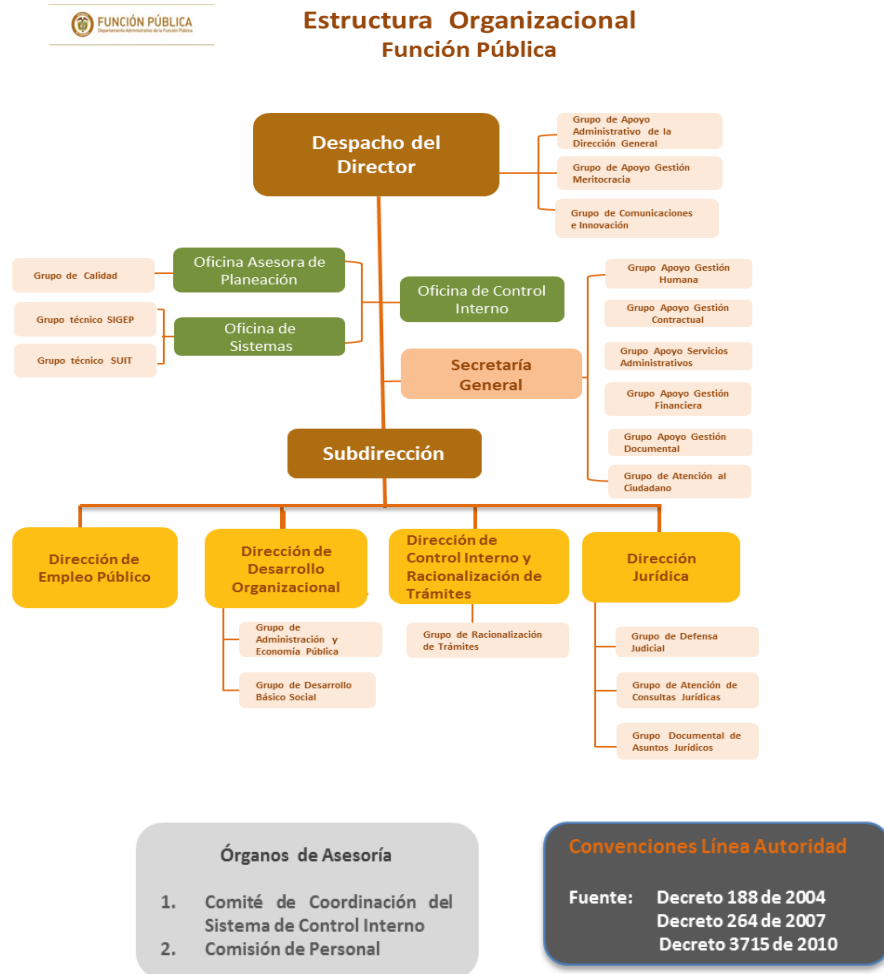 FUNCIÓN PÚBLICA
Departamento Administrativo de la Función Pública
Estructura Organizacional
Función Pública
Despacho del
Director
Grupo de Apoyo
Administrativo de la
Dirección General
Grupo de Apoyo Gestión
Meritocracia
Grupo de Comunicaciones
e Innovación
Oficina Asesora de
Planeación
Grupo de Calidad
Oficina de Control
Interno
Grupo técnico SIGEP
Oficina de
Sistemas
Grupo técnico SUIT
Secretaría
General
Grupo Apoyo Gestión
Humana
Grupo Apoyo Gestión
Contractual
Grupo Apoyo Servicios
Administrativos
Grupo Apoyo Gestión
Financiera
Grupo Apoyo Gestión
Documental
Grupo de Atención al
Ciudadano
Subdirección
Dirección de
Empleo Público
Dirección de
Desarrollo
Organizacional
Dirección de
Control Interno y
Racionalización de
Trámites
Dirección
Jurídica
Grupo de
Administración y
Economía Pública
Grupo de Desarrollo
Básico Social
Grupo de Racionalización
de Trámites
Grupo de Defensa
Judicial
Grupo de Atención de
Consultas Jurídicas
Grupo Documental de
Asuntos Jurídicos
Órganos de Asesoría
1. Comité de Coordinación del
Sistema de Control Interno
2. Comisión de Personal
Convenciones Línea Autoridad
Fuente: Decreto 188 de 2004
Decreto 264 de 2007
Decreto 3715 de 2010